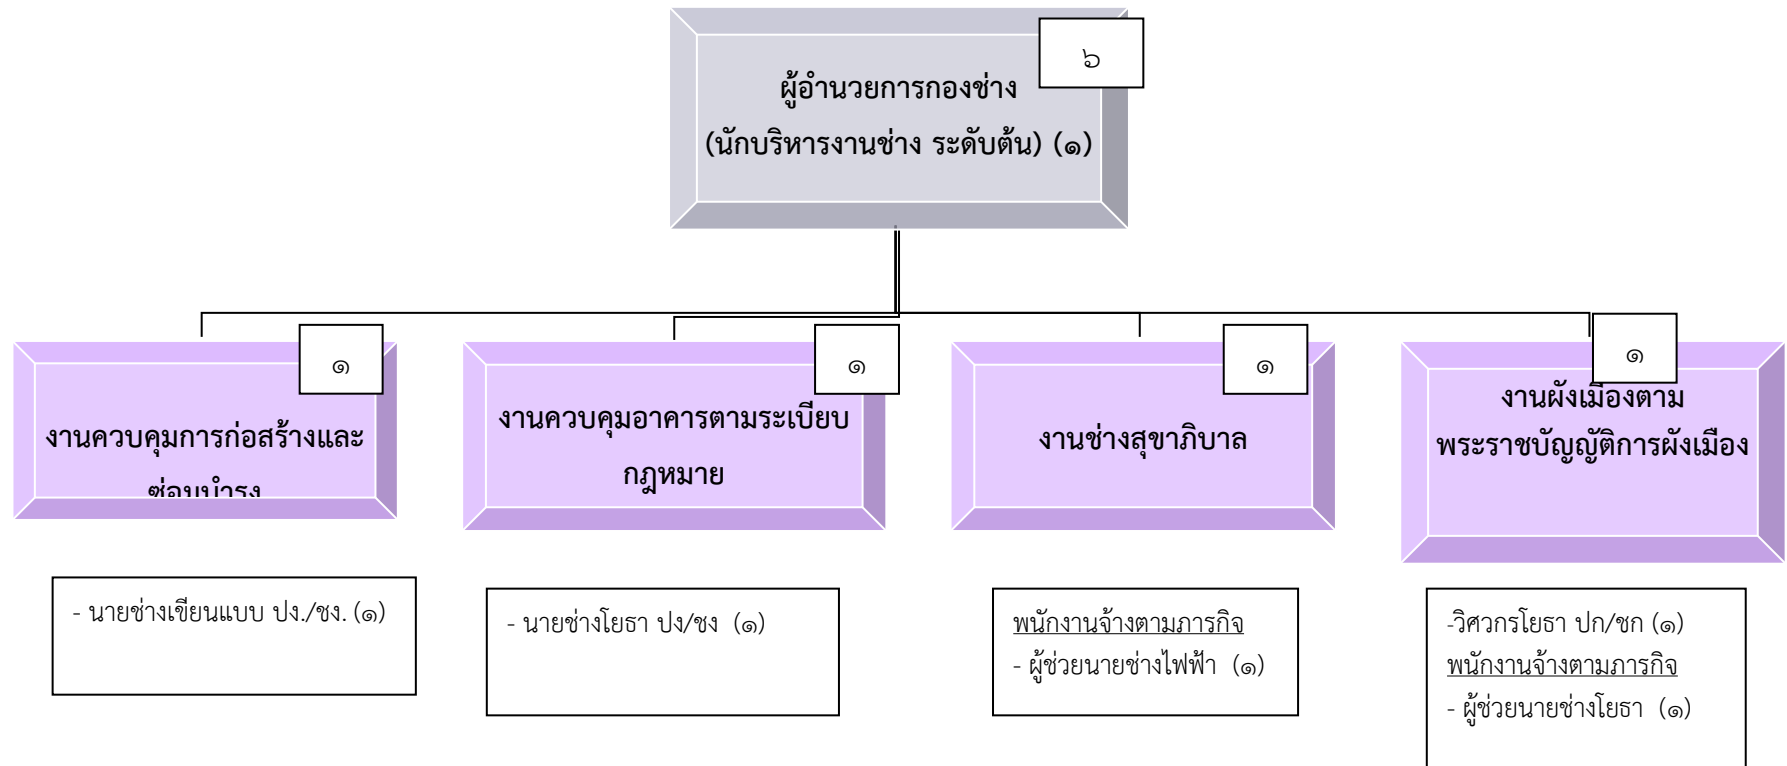 ๖
ผู้อำนวยการกองช่าง
(นักบริหารงานช่าง ระดับต้น) (๑)
๑
งานควบคุมการก่อสร้างและ
ซ่อมบำรุง
๑
งานควบคุมอาคารตามระเบียบ
กฎหมาย
๑
งานช่างสุขาภิบาล
๑
งานผังเมืองตาม
พระราชบัญญัติการผังเมือง
- นายช่างเขียนแบบ ปง./ชง. (๑)
- นายช่างโยธา ปง/ชง (๑)
พนักงานจ้างตามภารกิจ
- ผู้ช่วยนายช่างไฟฟ้า (๑)
-วิศวกรโยธา ปก/ชก (๑)
พนักงานจ้างตามภารกิจ
- ผู้ช่วยนายช่างโยธา (๑)